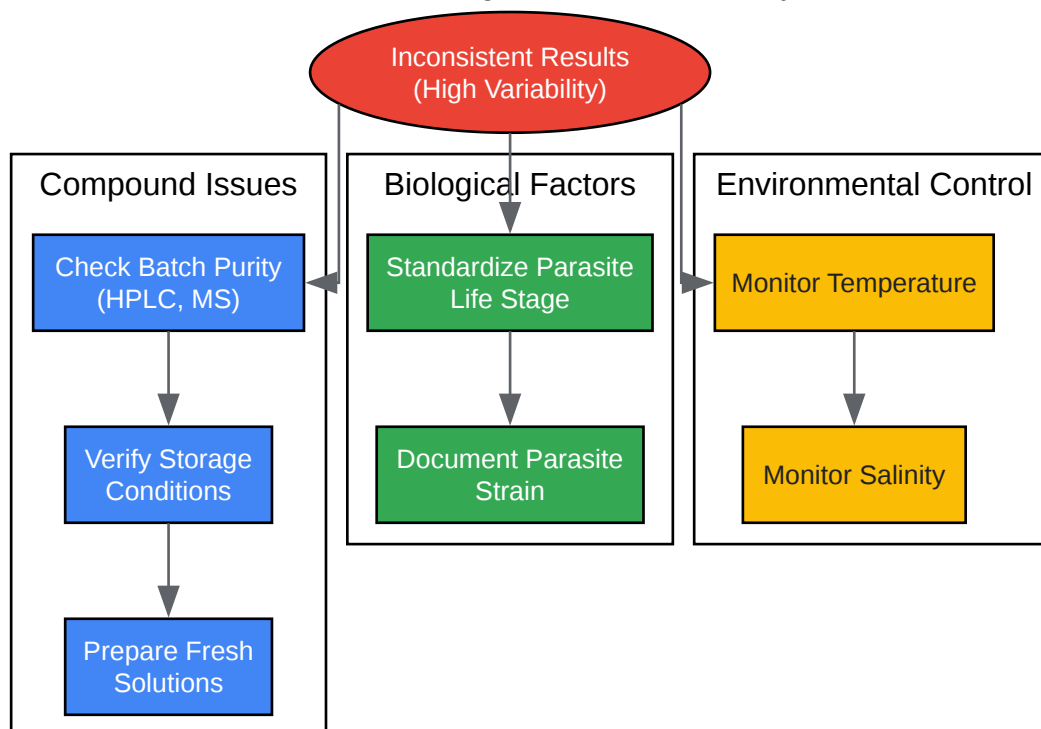 Inconsistent Results
(High Variability)
Compound Issues
Check Batch Purity
(HPLC, MS)
Verify Storage
Conditions
Prepare Fresh
Solutions
Biological Factors
Standardize Parasite
Life Stage
Document Parasite
Strain
Environmental Control
Monitor Temperature
Monitor Salinity